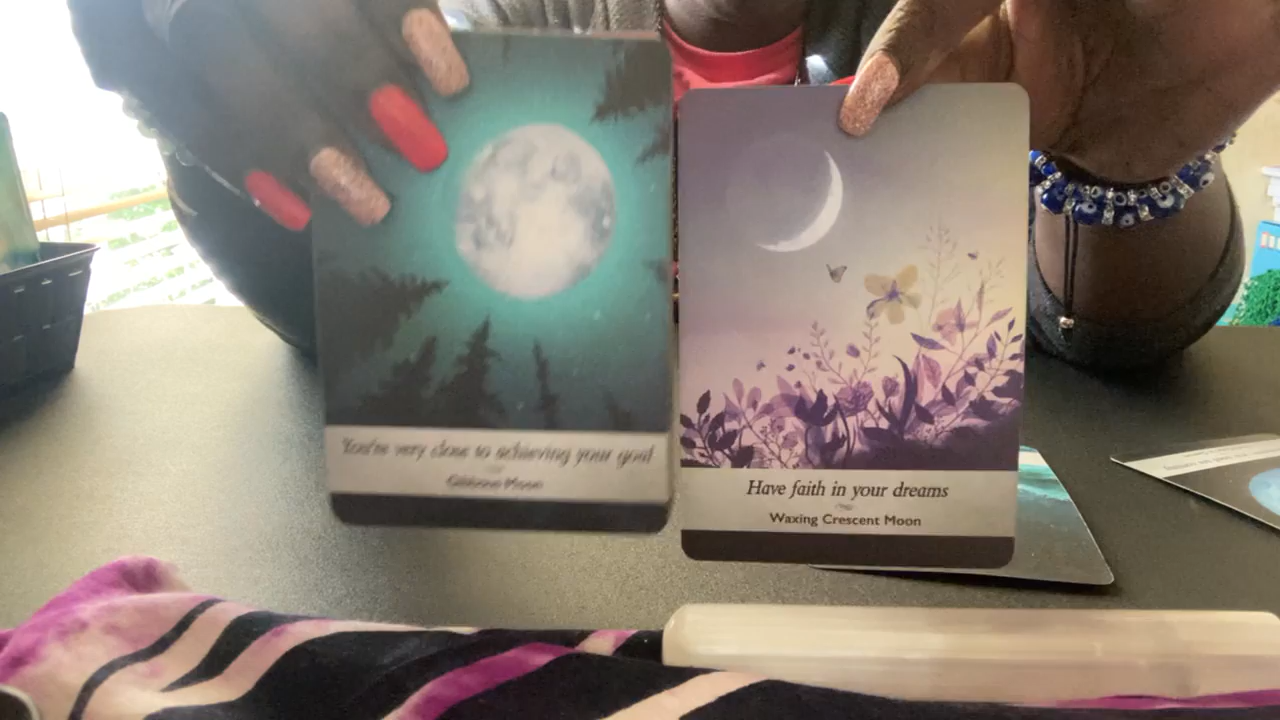 You're very close to achieving your goal
Gibbous Moon
Have faith in your dreams
Waxing Crescent Moon